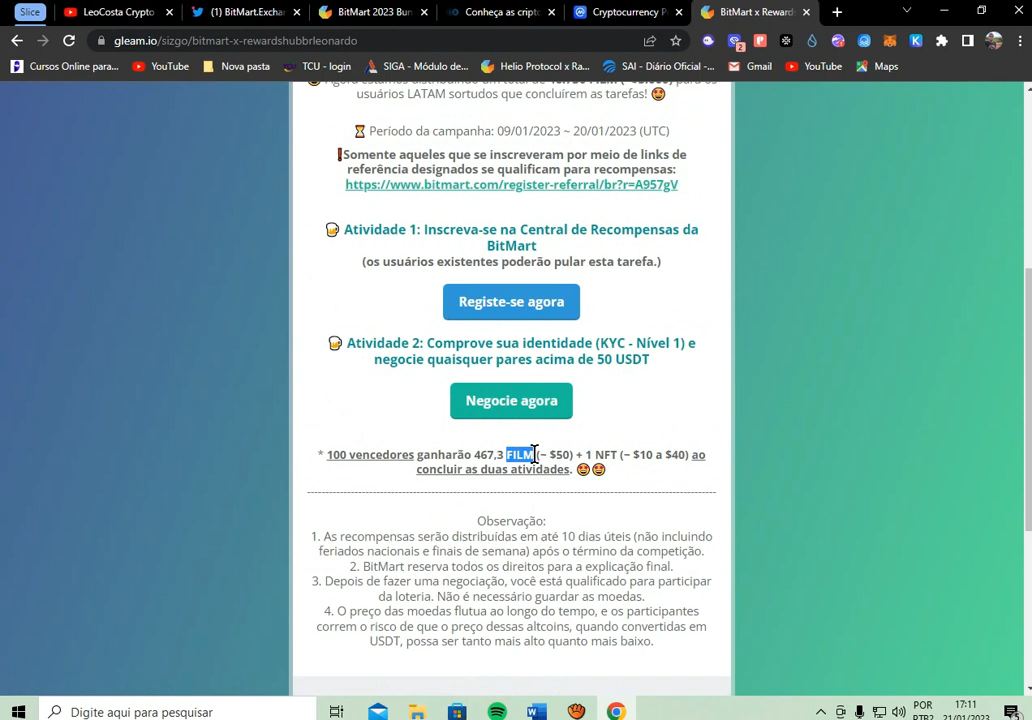 Slice
LeoCosta Crypto
(1) BitMart.Excha
BitMart 2023 Bun
Conheça as cripto
Cryptocurrency P
BitMart x Rewards
gleam.io/sizgo/bitmart-x-rewardshubbrleonardo
2
Cursos Online para...
YouTube
Nova pasta
TCU - login
SIGA - Módulo de...
Helio Protocol x Ra...
SAI - Diário Oficial -...
Gmail
YouTube
Maps
usuários LATAM sortudos que concluírem as tarefas!
Período da campanha: 09/01/2023 ~ 20/01/2023 (UTC)
Somente aqueles que se inscreveram por meio de links de
referência designados se qualificam para recompensas:
https://www.bitmart.com/register-referral/br?r=A957gV
Atividade 1: Inscreva-se na Central de Recompensas da
BitMart
(os usuários existentes poderão pular esta tarefa.)
Registe-se agora
Atividade 2: Comprove sua identidade (KYC - Nível 1) e
negocie quaisquer pares acima de 50 USDT
Negocie agora
* 100 vencedores ganharão 467,3 FILM (~ $50) + 1 NFT (~ $10 a $40) ao
concluir as duas atividades.
Observação:
1. As recompensas serão distribuídas em até 10 dias úteis (não incluindo
feriados nacionais e finais de semana) após o término da competição.
2. BitMart reserva todos os direitos para a explicação final.
3. Depois de fazer uma negociação, você está qualificado para participar
da loteria. Não é necessário guardar as moedas.
4. O preço das moedas flutua ao longo do tempo, e os participantes
correm o risco de que o preço dessas altcoins, quando convertidas em
USDT, possa ser tanto mais alto quanto mais baixo.
Digite aqui para pesquisar
POR
PTB2
17:11
21/01/2023